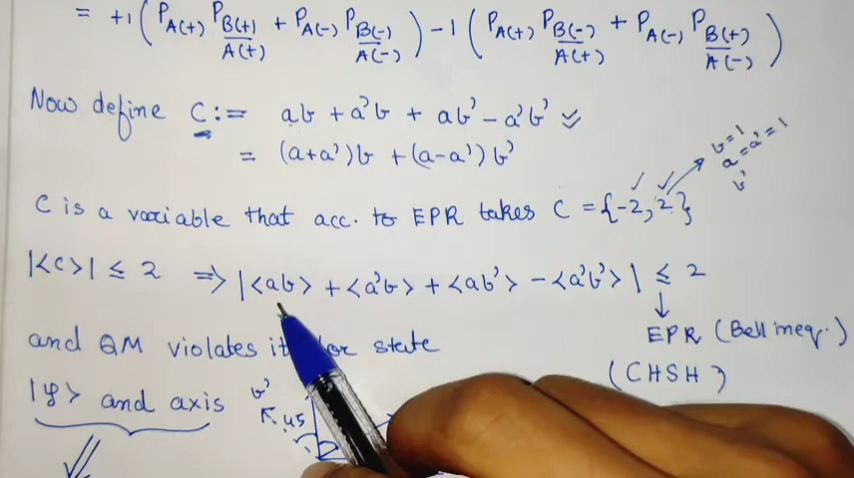 = +1 ( P_A(+) P_B(+)/A(+) + P_A(-) P_B(-)/A(-) ) - 1 ( P_A(+) P_B(-)/A(+) + P_A(-) P_B(+)/A(-) )
Now define C := ab + a'b + ab' - a'b'
= (a+a')b + (a-a')b'
b=1
a=a'=1
b'
C is a variable that acc. to EPR takes C = {-2, 2}
|<c>| ≤ 2 ⇒ |<ab> + <a'b> + <ab'> - <a'b'>| ≤ 2
EPR (Bell ineq.)
and QM violates it for state
(CHSH)
|φ> and axis
b'
45